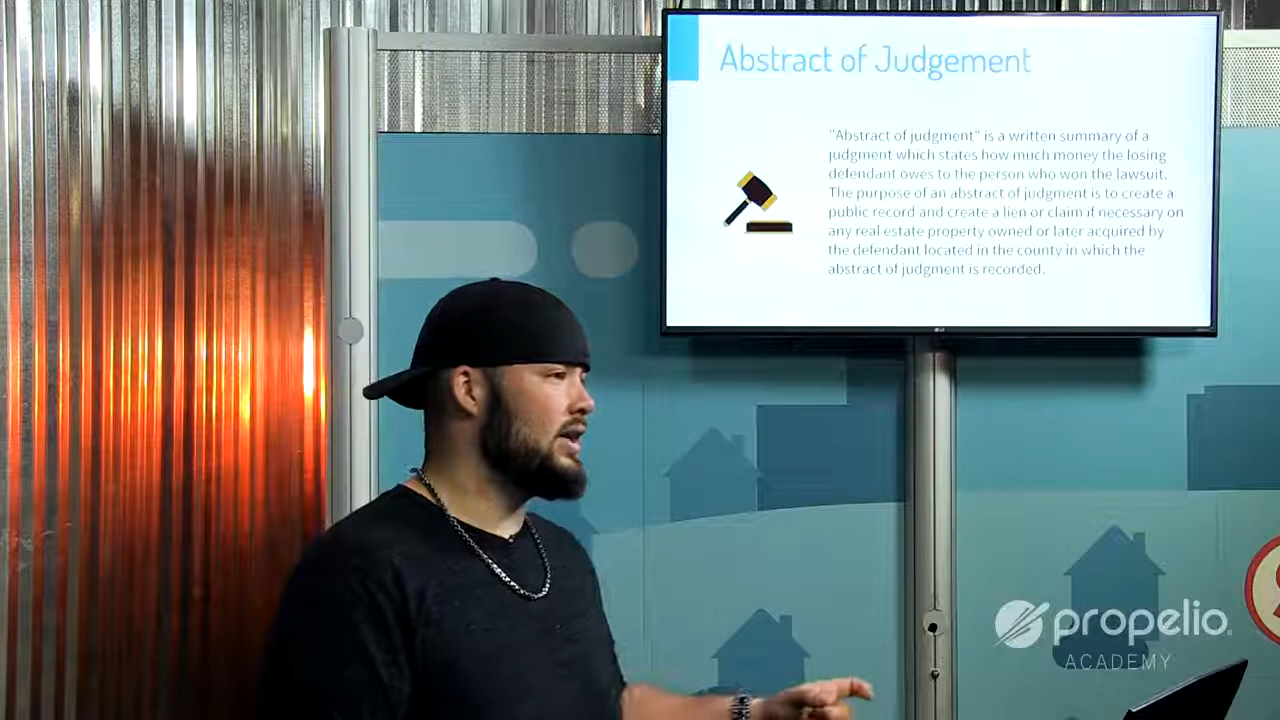 Abstract of Judgement
"Abstract of judgment" is a written summary of a
judgment which states how much money the losing
defendant owes to the person who won the lawsuit.
The purpose of an abstract of judgment is to create a
public record and create a lien or claim if necessary on
any real estate property owned or later acquired by
the defendant located in the county in which the
abstract of judgment is recorded.
LG
propelio
ACADEMY